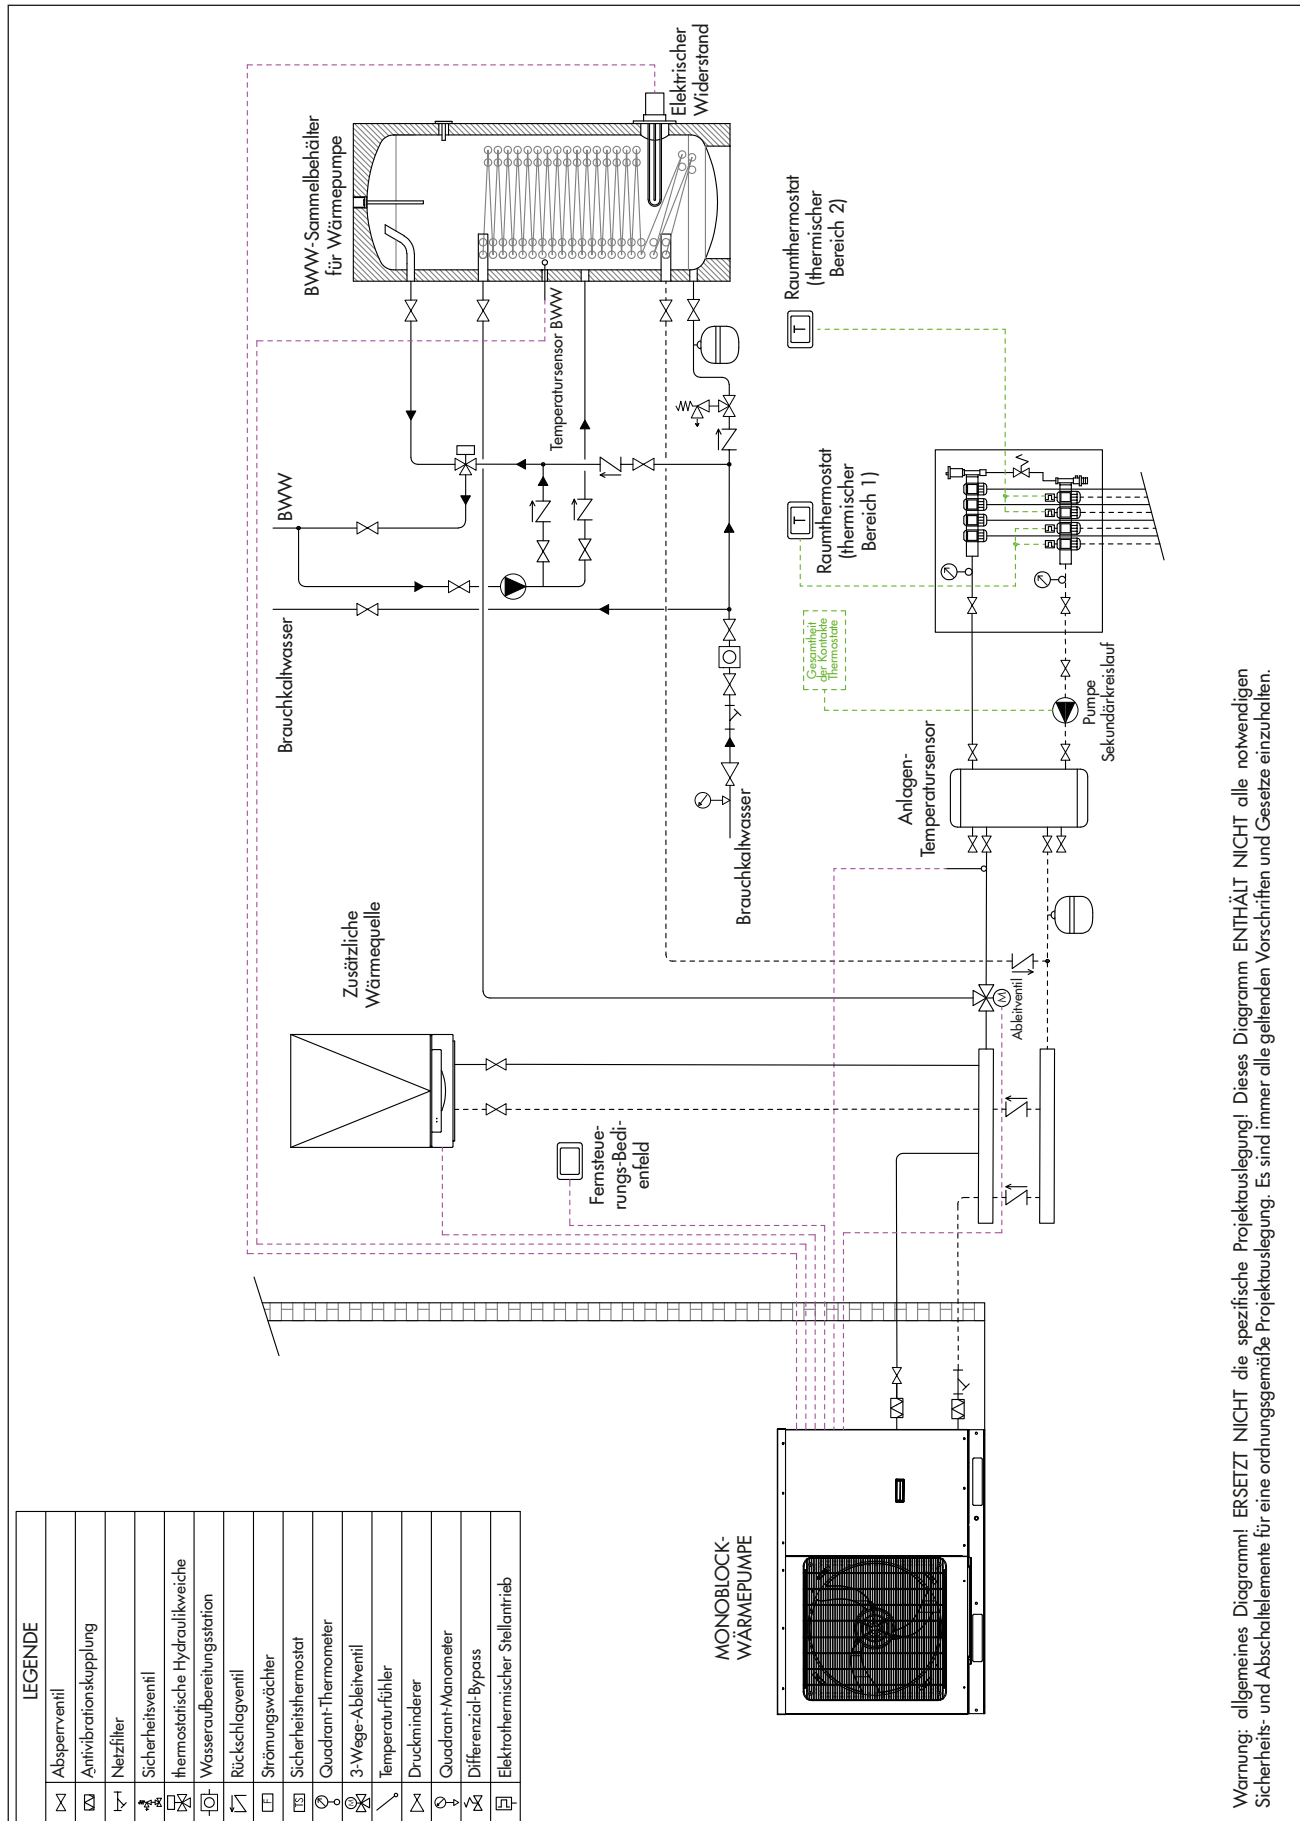 LEGENDE
Absperrventil
Antivibrationskupplung
Netzfilter
Sicherheitsventil
thermostatische Hydraulikweiche
Wasseraufbereitungsstation
Rückschlagventil
F
Strömungswächter
TS
Sicherheitsthermostat
Quadrant-Thermometer
M
3-Wege-Ableitventil
Temperaturfühler
Druckminderer
Quadrant-Manometer
Differenzial-Bypass
Elektrothermischer Stellantrieb
MONOBLOCK-
WÄRMEPUMPE
Fernsteue-
rungs-Bedi-
enfeld
Zusätzliche
Wärmequelle
M
Ableitventil
Brauchkaltwasser
Brauchkaltwasser
BWW
Temperatursensor BWW
BWW-Sammelbehälter
für Wärmepumpe
Elektrischer
Widerstand
Anlagen-
Temperatursensor
Pumpe
Sekundärkreislauf
Gesamtheit
der Kontakte
Thermostate
T
Raumthermostat
(thermischer
Bereich 1)
T
Raumthermostat
(thermischer
Bereich 2)
Warnung: allgemeines Diagramm! ERSETZT NICHT die spezifische Projektauslegung! Dieses Diagramm ENTHÄLT NICHT alle notwendigen
Sicherheits- und Abschaltelemente für eine ordnungsgemäße Projektauslegung. Es sind immer alle geltenden Vorschriften und Gesetze einzuhalten.